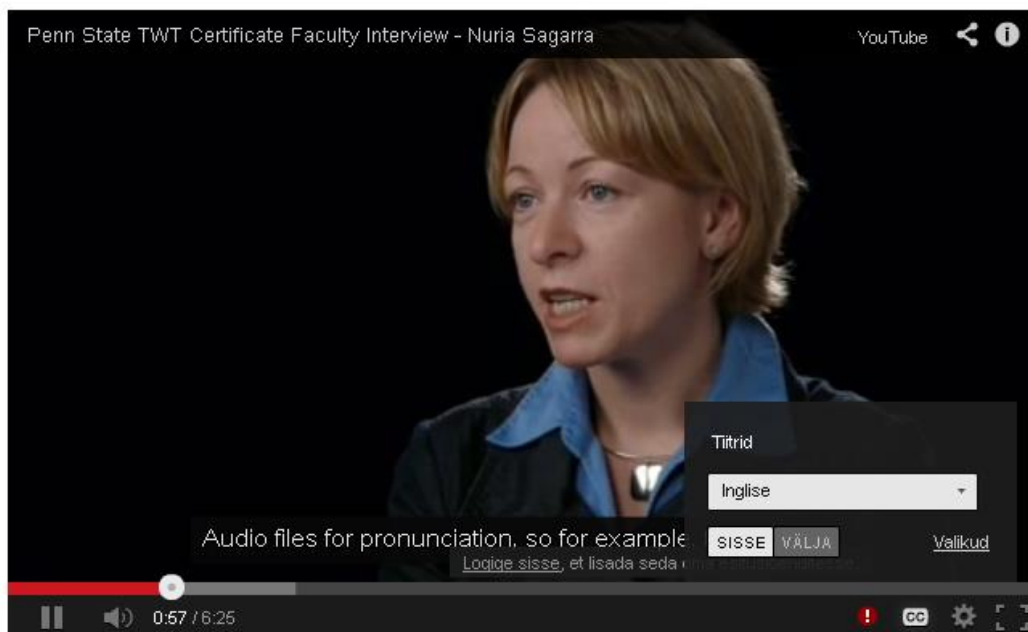 Penn State TWT Certificate Faculty Interview - Nuria Sagarra
YouTube
Tiitrid
Inglise
SISSE VÄLJA
Valikud
Audio files for pronunciation, so for example
Logige sisse, et lisada seda
0:57 / 6:25
CC